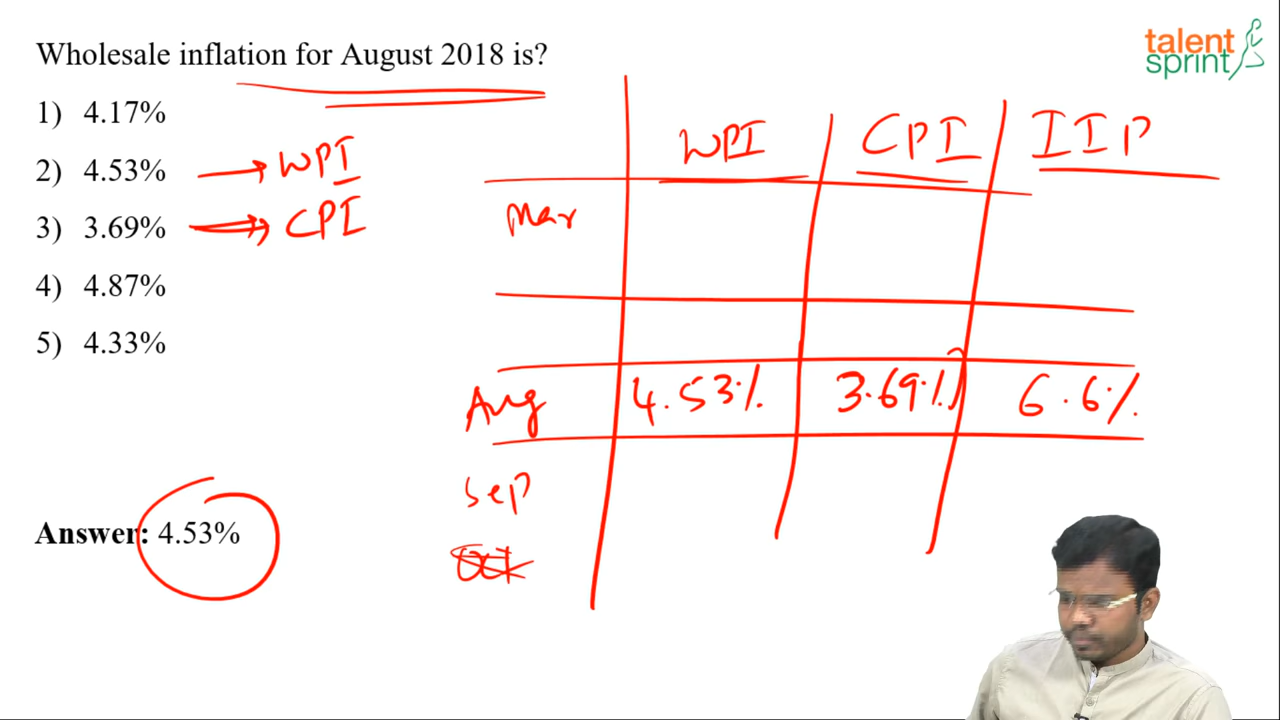 Wholesale inflation for August 2018 is?
talent
sprint
1) 4.17%
2) 4.53% WPI
3) 3.69% CPI
4) 4.87%
5) 4.33%
WPI CPI IIP
Mar
Aug 4.53% 3.69% 6.6%
Sep
Oct
Answer: 4.53%